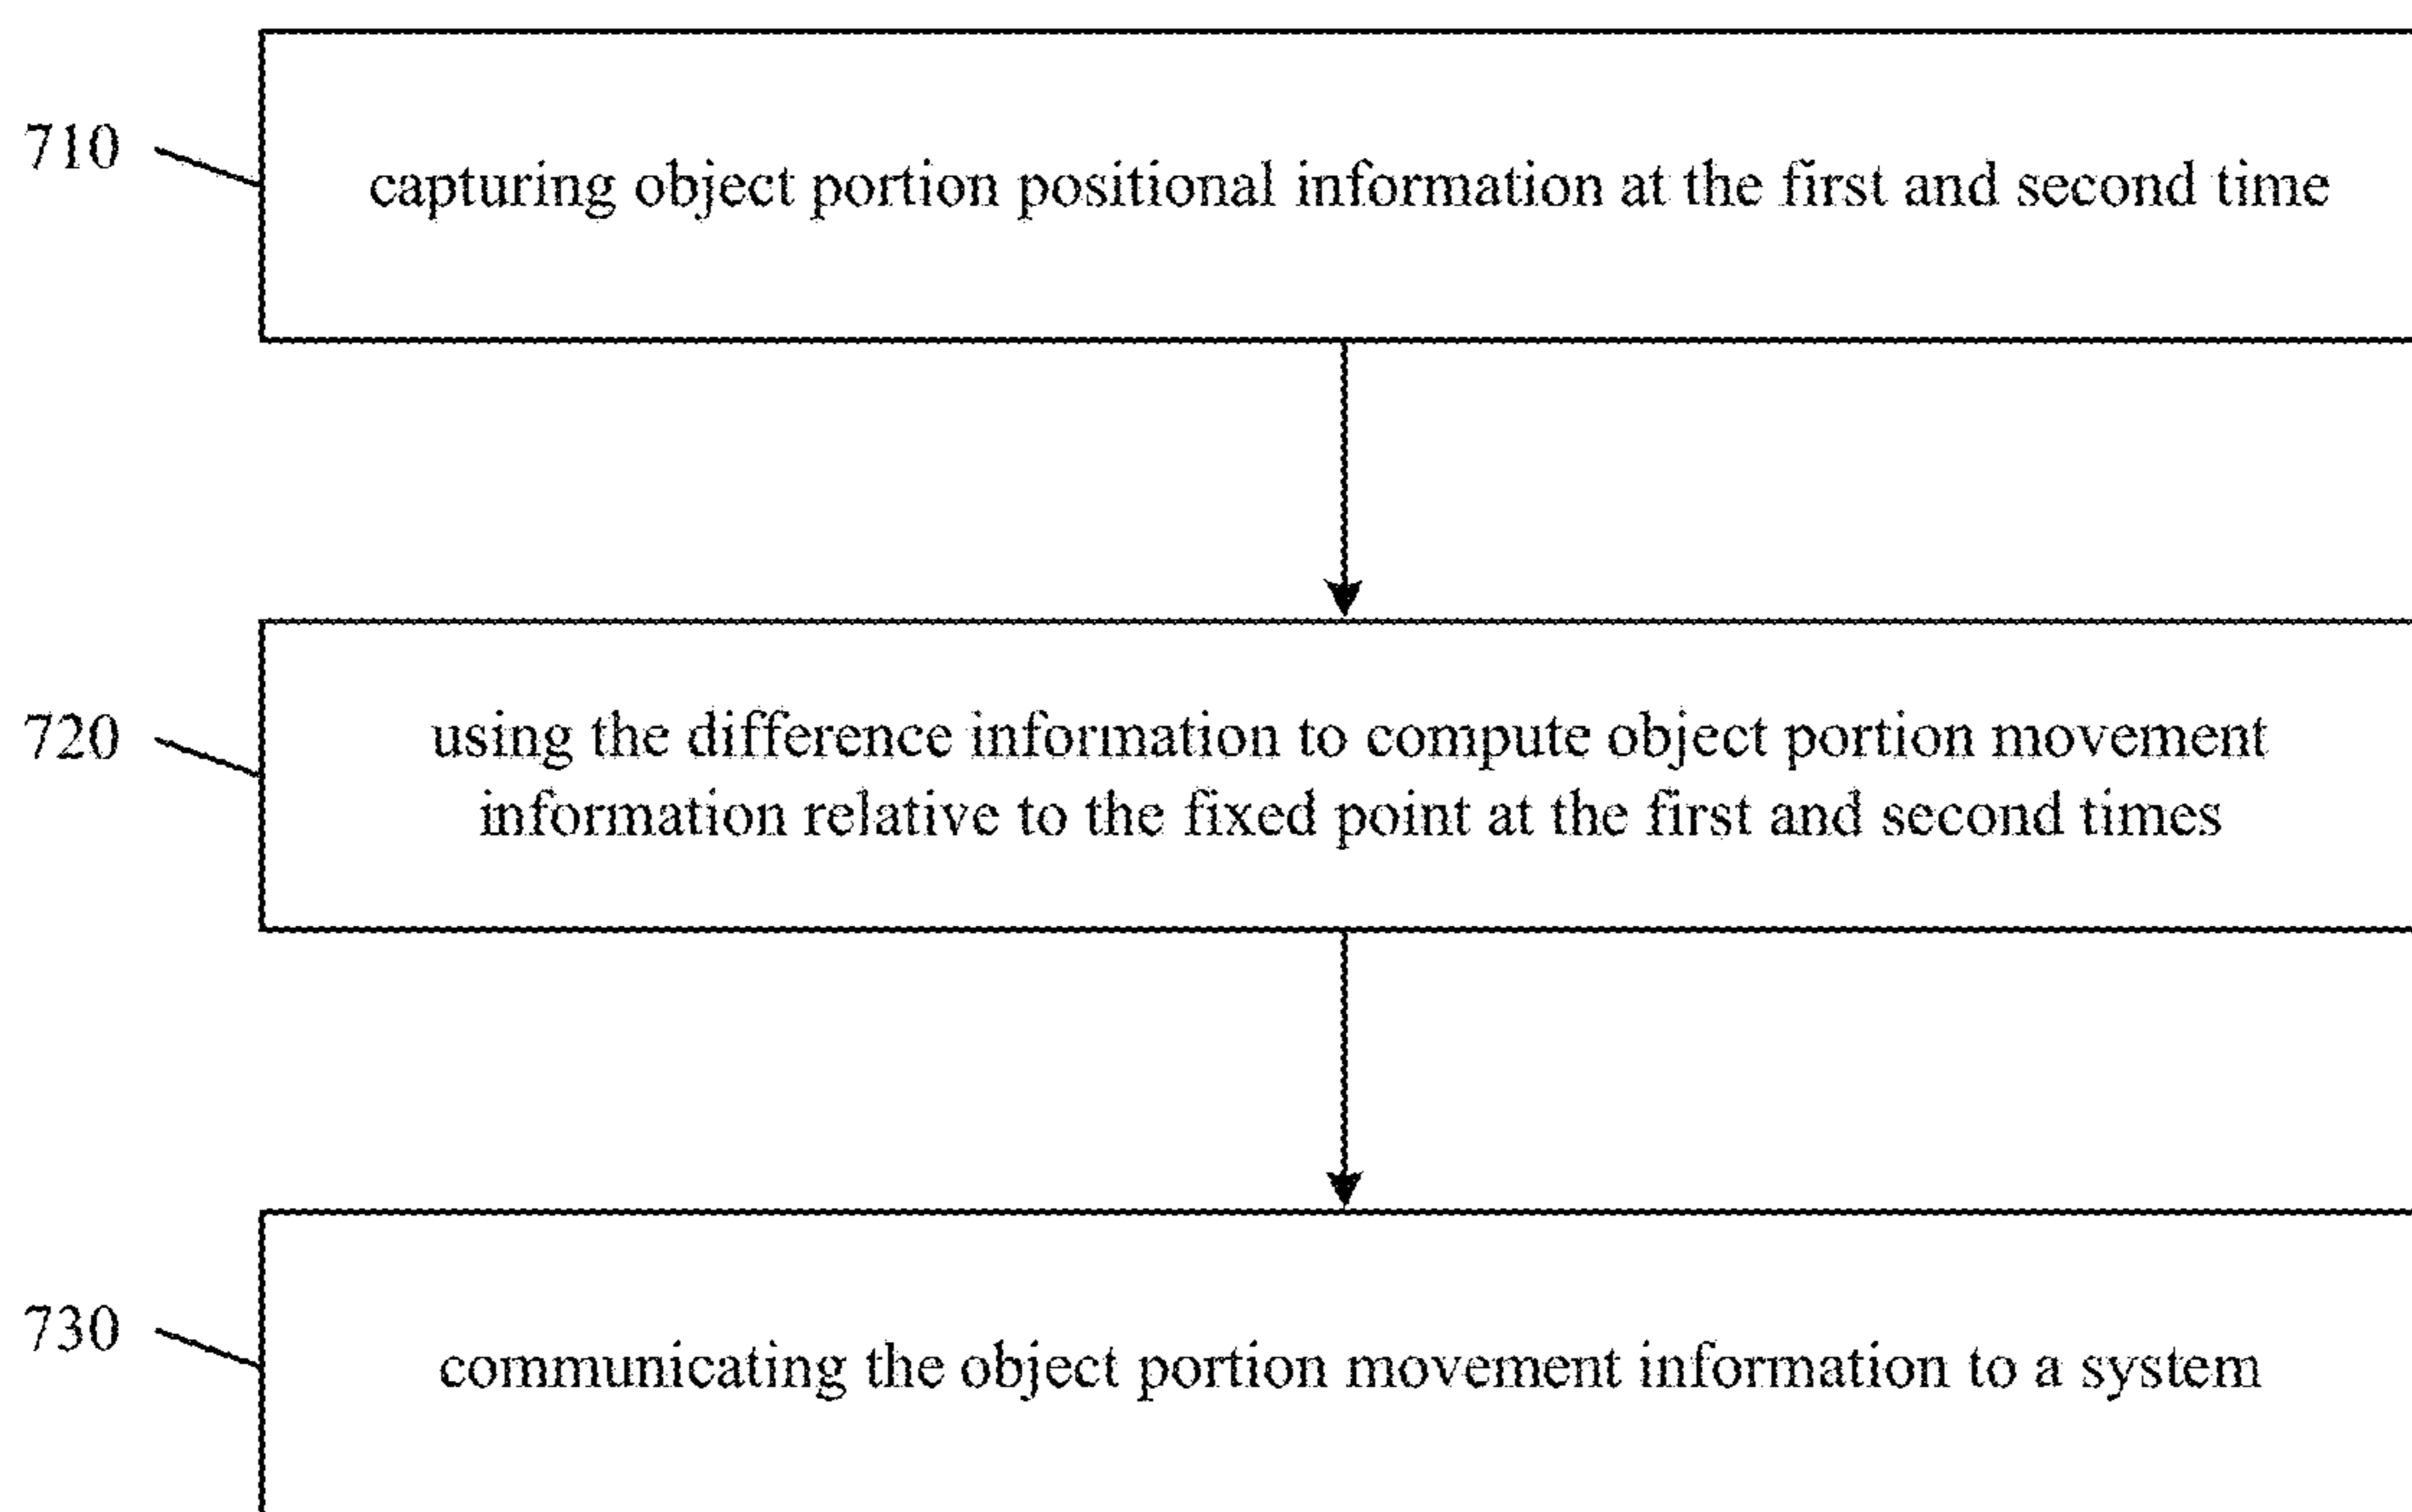 710
capturing object portion positional information at the first and second time
720
using the difference information to compute object portion movement
information relative to the fixed point at the first and second times
730
communicating the object portion movement information to a system